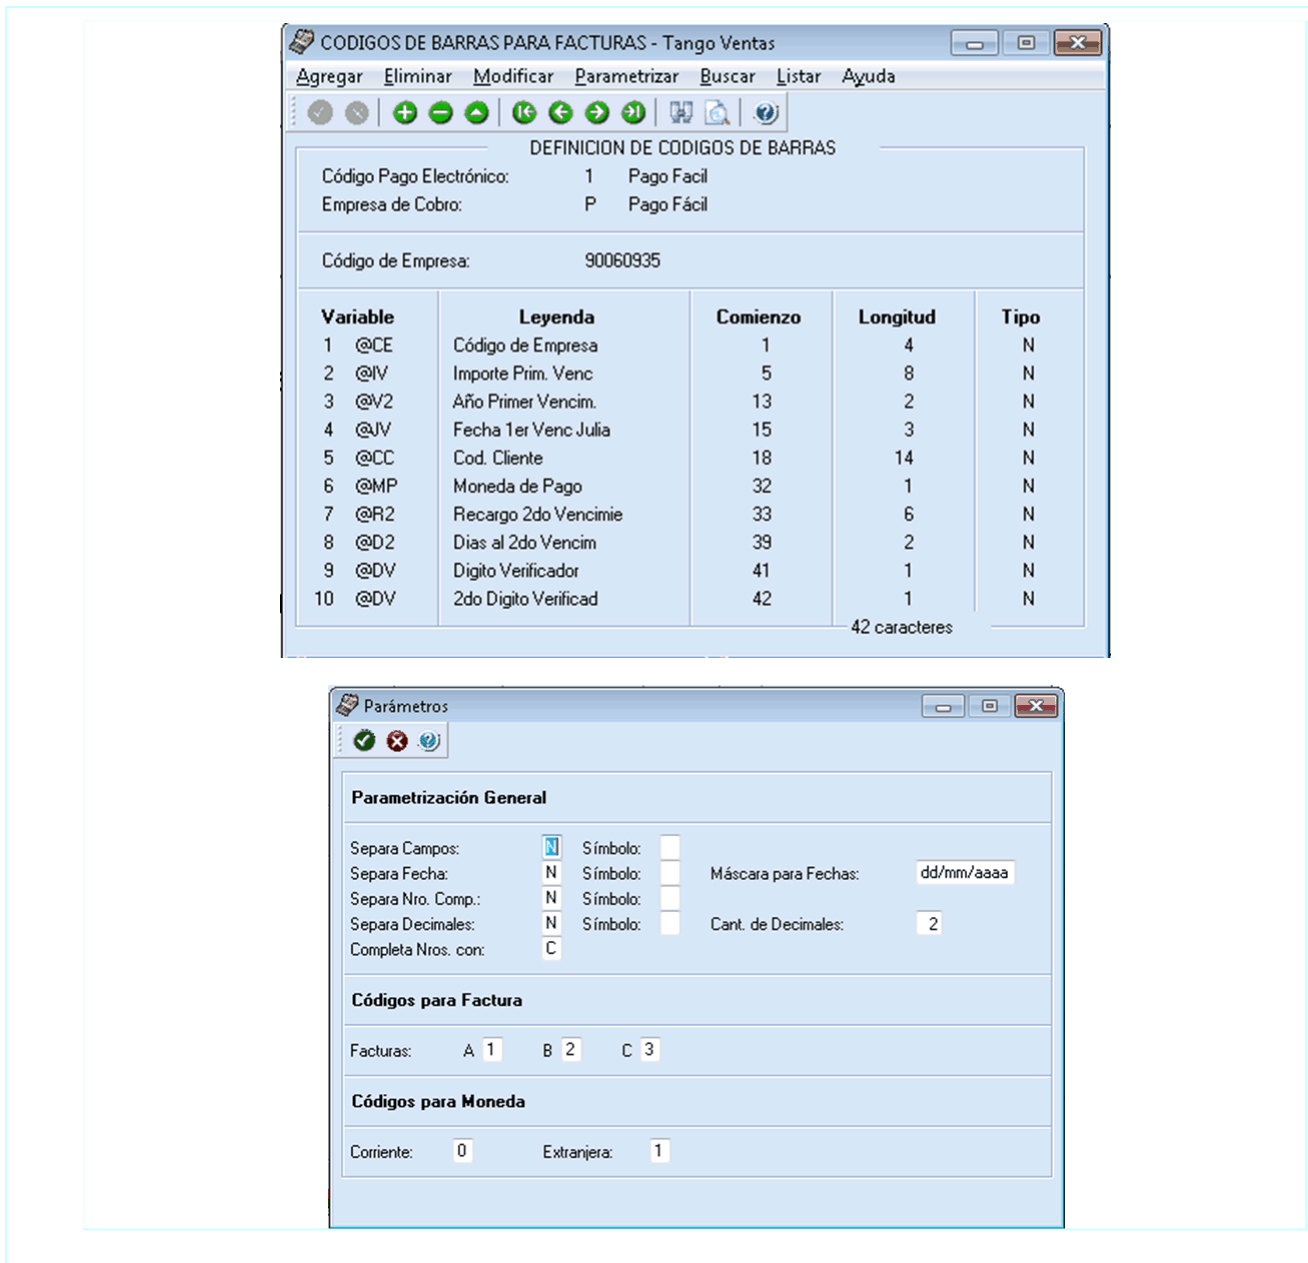 CODIGOS DE BARRAS PARA FACTURAS - Tango Ventas
Agregar Eliminar Modificar Parametrizar Buscar Listar Ayuda
DEFINICION DE CODIGOS DE BARRAS
Código Pago Electrónico: 1 Pago Facil
Empresa de Cobro: P Pago Fácil
Código de Empresa: 90060935
Variable Leyenda Comienzo Longitud Tipo
1 @CE Código de Empresa 1 4 N
2 @IV Importe Prim. Venc 5 8 N
3 @V2 Año Primer Vencim. 13 2 N
4 @JV Fecha 1er Venc Julia 15 3 N
5 @CC Cod. Cliente 18 14 N
6 @MP Moneda de Pago 32 1 N
7 @R2 Recargo 2do Vencimie 33 6 N
8 @D2 Dias al 2do Vencim 39 2 N
9 @DV Digito Verificador 41 1 N
10 @DV 2do Digito Verificad 42 1 N
42 caracteres
Parámetros
Parametrización General
Separa Campos: N Símbolo:
Separa Fecha: N Símbolo: Máscara para Fechas: dd/mm/aaaa
Separa Nro. Comp.: N Símbolo:
Separa Decimales: N Símbolo: Cant. de Decimales: 2
Completa Nros. con: C
Códigos para Factura
Facturas: A 1 B 2 C 3
Códigos para Moneda
Corriente: 0 Extranjera: 1